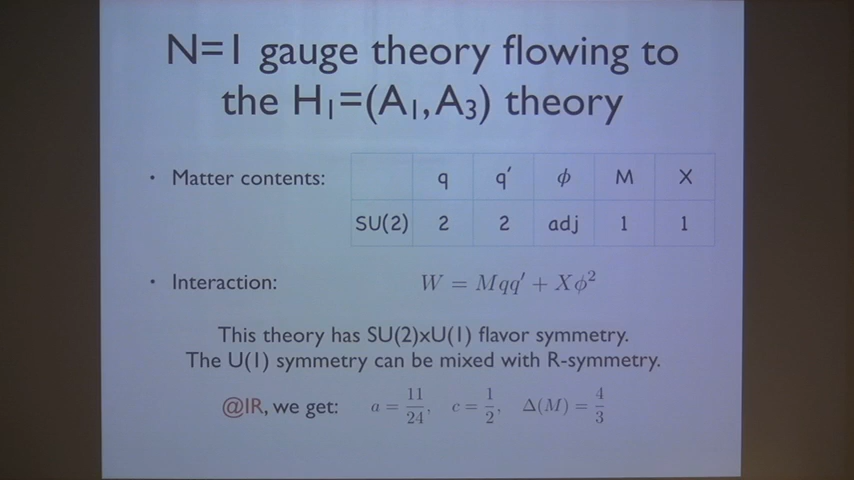 N=1 gauge theory flowing to
the H₁=(A₁,A₃) theory
• Matter contents:
q q′ ϕ M X
SU(2) 2 2 adj 1 1
• Interaction: W = Mqq′ + Xϕ²
This theory has SU(2)xU(1) flavor symmetry.
The U(1) symmetry can be mixed with R-symmetry.
@IR, we get: a = 11/24, c = 1/2, Δ(M) = 4/3